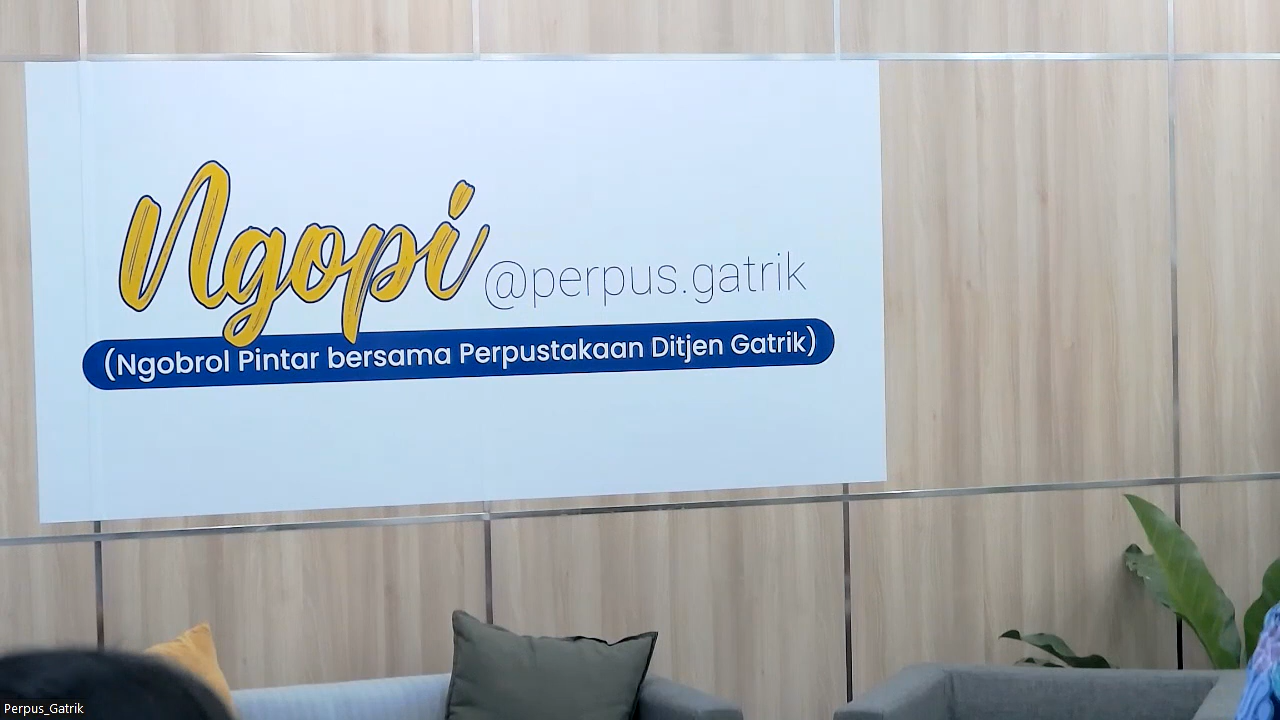 Ngopi @perpus.gatrik
(Ngobrol Pintar bersama Perpustakaan Ditjen Gatrik)
Perpus_Gatrik